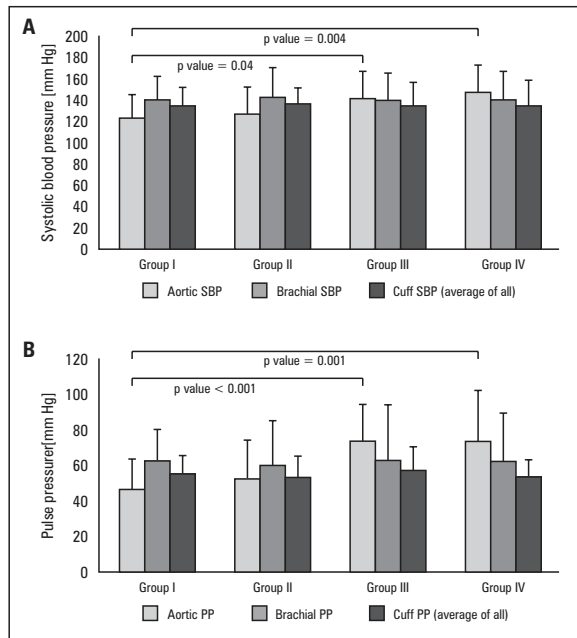 A
Systolic blood pressure [mm Hg]
200
180
160
140
120
100
80
60
40
20
0
p value = 0.004
p value = 0.04
Group I Group II Group III Group IV
Aortic SBP Brachial SBP Cuff SBP (average of all)
B
Pulse pressurer[mm Hg]
120
100
80
60
40
20
0
p value = 0.001
p value < 0.001
Group I Group II Group III Group IV
Aortic PP Brachial PP Cuff PP (average of all)